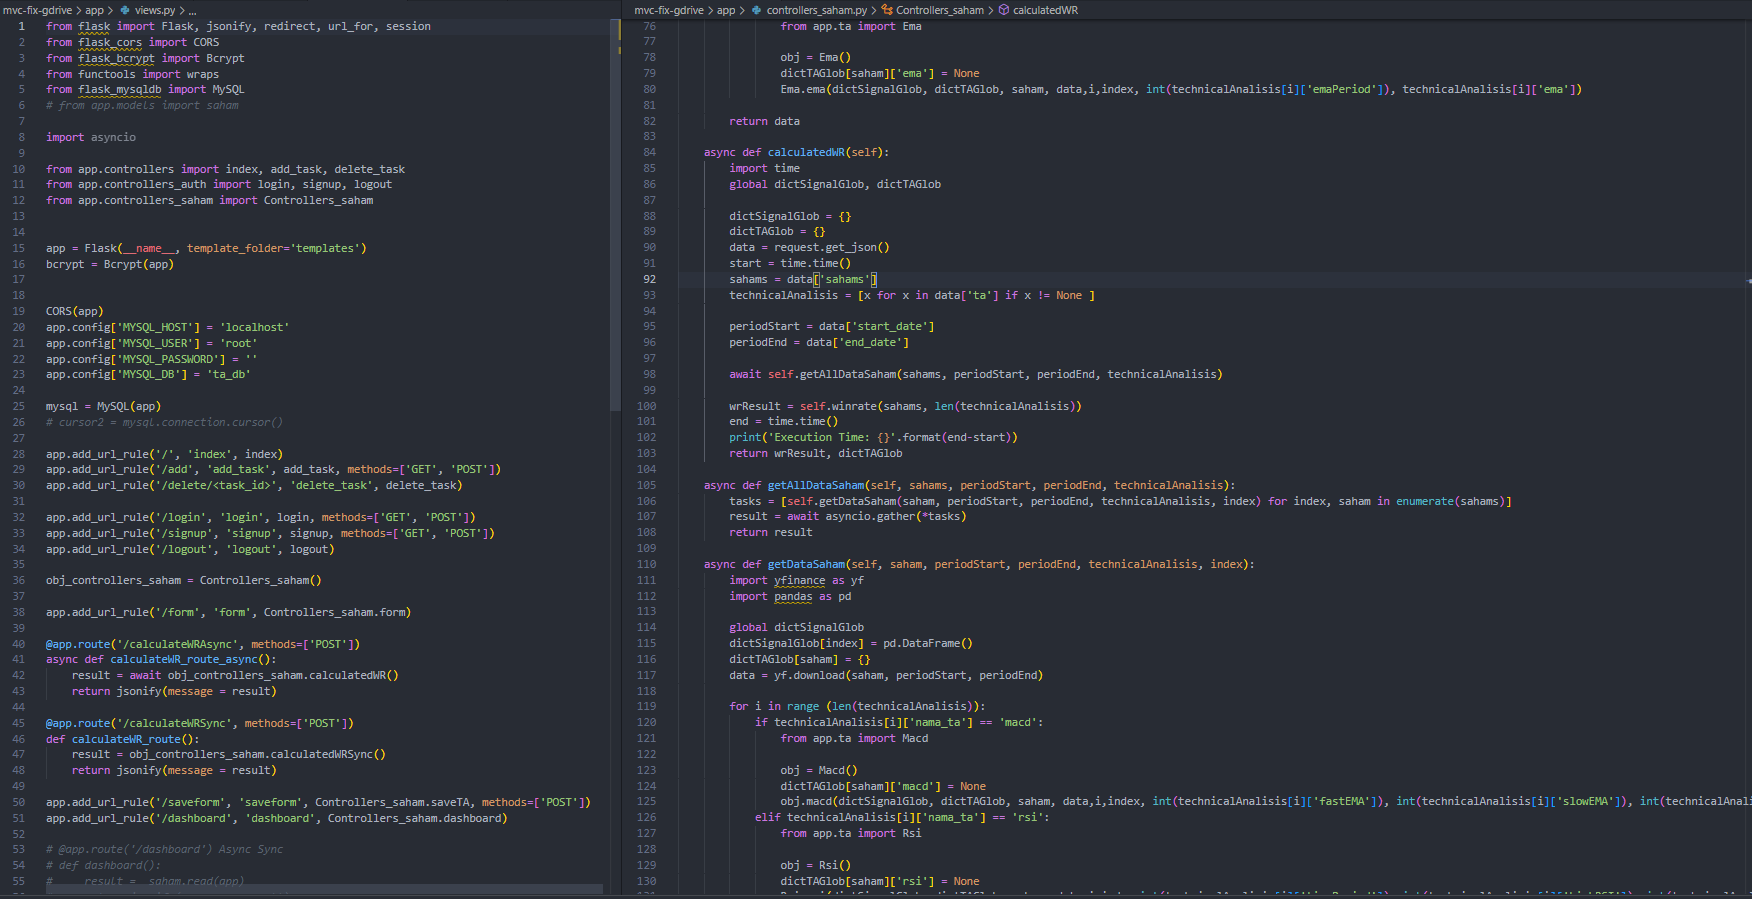 mvc-fix-gdrive > app > views.py > ...
1 from flask import Flask, jsonify, redirect, url_for, session
2 from flask_cors import CORS
3 from flask_bcrypt import Bcrypt
4 from functools import wraps
5 from flask_mysqldb import MySQL
6 # from app.models import saham
7
8 import asyncio
9
10 from app.controllers import index, add_task, delete_task
11 from app.controllers_auth import login, signup, logout
12 from app.controllers_saham import Controllers_saham
13
14
15 app = Flask(__name__, template_folder='templates')
16 bcrypt = Bcrypt(app)
17
18
19 CORS(app)
20 app.config['MYSQL_HOST'] = 'localhost'
21 app.config['MYSQL_USER'] = 'root'
22 app.config['MYSQL_PASSWORD'] = ''
23 app.config['MYSQL_DB'] = 'ta_db'
24
25 mysql = MySQL(app)
26 # cursor2 = mysql.connection.cursor()
27
28 app.add_url_rule('/', 'index', index)
29 app.add_url_rule('/add', 'add_task', add_task, methods=['GET', 'POST'])
30 app.add_url_rule('/delete/<task_id>', 'delete_task', delete_task)
31
32 app.add_url_rule('/login', 'login', login, methods=['GET', 'POST'])
33 app.add_url_rule('/signup', 'signup', signup, methods=['GET', 'POST'])
34 app.add_url_rule('/logout', 'logout', logout)
35
36 obj_controllers_saham = Controllers_saham()
37
38 app.add_url_rule('/form', 'form', Controllers_saham.form)
39
40 @app.route('/calculateWRAsync', methods=['POST'])
41 async def calculateWR_route_async():
42 result = await obj_controllers_saham.calculatedWR()
43 return jsonify(message = result)
44
45 @app.route('/calculateWRSync', methods=['POST'])
46 def calculateWR_route():
47 result = obj_controllers_saham.calculatedWRSync()
48 return jsonify(message = result)
49
50 app.add_url_rule('/saveform', 'saveform', Controllers_saham.saveTA, methods=['POST'])
51 app.add_url_rule('/dashboard', 'dashboard', Controllers_saham.dashboard)
52
53 # @app.route('/dashboard') Async Sync
54 # def dashboard():
55 # result = saham.read(app)
mvc-fix-gdrive > app > controllers_saham.py > Controllers_saham > calculatedWR
76 from app.ta import Ema
77
78 obj = Ema()
79 dictTAGlob[saham]['ema'] = None
80 Ema.ema(dictSignalGlob, dictTAGlob, saham, data,i,index, int(technicalAnalisis[i]['emaPeriod']), technicalAnalisis[i]['ema'])
81
82 return data
83
84 async def calculatedWR(self):
85 import time
86 global dictSignalGlob, dictTAGlob
87
88 dictSignalGlob = {}
89 dictTAGlob = {}
90 data = request.get_json()
91 start = time.time()
92 sahams = data['sahams']
93 technicalAnalisis = [x for x in data['ta'] if x != None ]
94
95 periodStart = data['start_date']
96 periodEnd = data['end_date']
97
98 await self.getAllDataSaham(sahams, periodStart, periodEnd, technicalAnalisis)
99
100 wrResult = self.winrate(sahams, len(technicalAnalisis))
101 end = time.time()
102 print('Execution Time: {}'.format(end-start))
103 return wrResult, dictTAGlob
104
105 async def getAllDataSaham(self, sahams, periodStart, periodEnd, technicalAnalisis):
106 tasks = [self.getDataSaham(saham, periodStart, periodEnd, technicalAnalisis, index) for index, saham in enumerate(sahams)]
107 result = await asyncio.gather(*tasks)
108 return result
109
110 async def getDataSaham(self, saham, periodStart, periodEnd, technicalAnalisis, index):
111 import yfinance as yf
112 import pandas as pd
113
114 global dictSignalGlob
115 dictSignalGlob[index] = pd.DataFrame()
116 dictTAGlob[saham] = {}
117 data = yf.download(saham, periodStart, periodEnd)
118
119 for i in range (len(technicalAnalisis)):
120 if technicalAnalisis[i]['nama_ta'] == 'macd':
121 from app.ta import Macd
122
123 obj = Macd()
124 dictTAGlob[saham]['macd'] = None
125 obj.macd(dictSignalGlob, dictTAGlob, saham, data,i,index, int(technicalAnalisis[i]['fastEMA']), int(technicalAnalisis[i]['slowEMA']), int(technicalAnali
126 elif technicalAnalisis[i]['nama_ta'] == 'rsi':
127 from app.ta import Rsi
128
129 obj = Rsi()
130 dictTAGlob[saham]['rsi'] = None